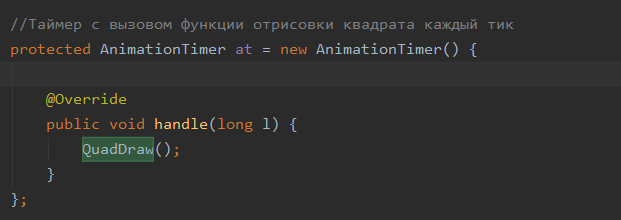 //Таймер с вызовом функции отрисовки квадрата каждый тик
protected AnimationTimer at = new AnimationTimer() {
@Override
public void handle(long l) {
QuadDraw();
}
};